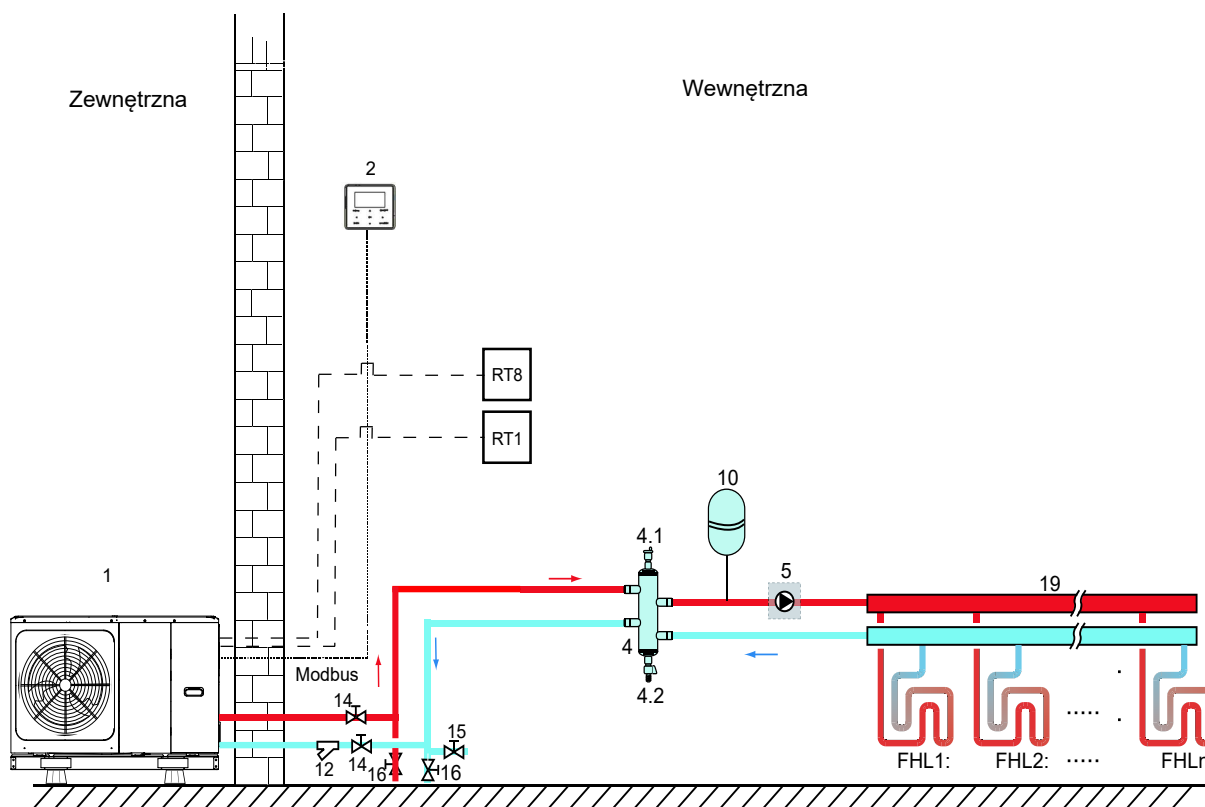 Zewnętrzna
Wewnętrzna
2
RT8
RT1
10
4.1
5
19
1
4
4.2
Modbus
14
15
12
14
16
16
FHL1:
FHL2:
.....
FHLn